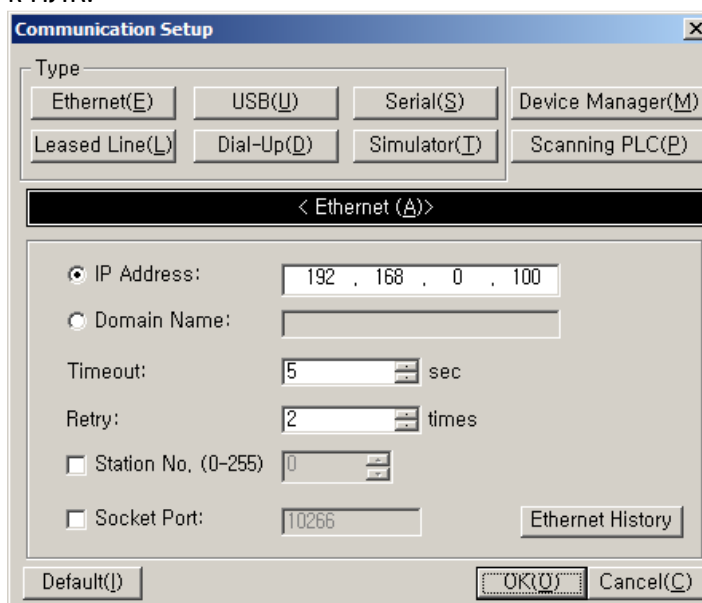 к ПЛК.
Communication Setup
Type
Ethernet(E) USB(U) Serial(S) Device Manager(M)
Leased Line(L) Dial-Up(D) Simulator(T) Scanning PLC(P)
< Ethernet (A)>
IP Address: 192 . 168 . 0 . 100
Domain Name:
Timeout: 5 sec
Retry: 2 times
Station No. (0-255) 0
Socket Port: 10266 Ethernet History
Default(I) OK(O) Cancel(C)